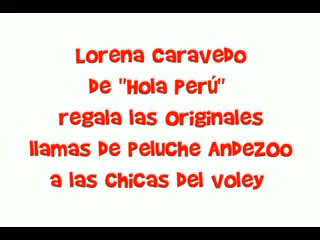 Lorena Caravedo
De "Hola Perú"
regala las originales
llamas de peluche Andezoo
a las chicas del voley